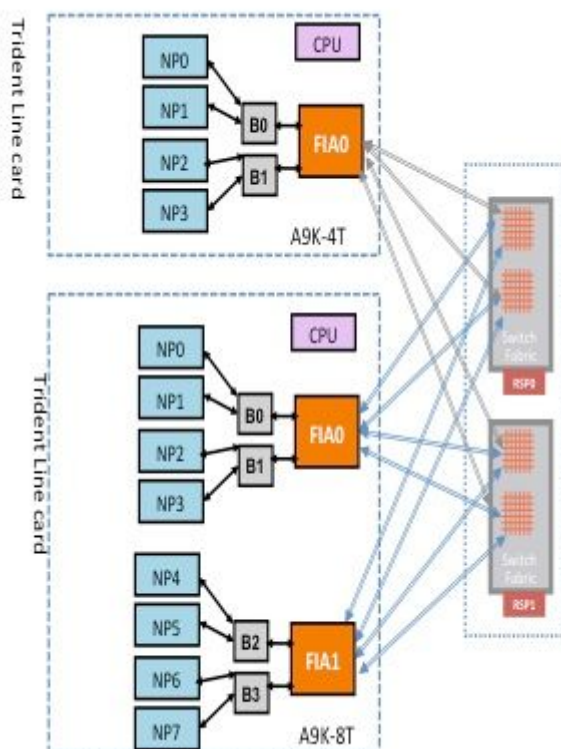 Trident Line card
CPU
NP0
NP1
B0
FIA0
NP2
B1
NP3
A9K-4T
Trident Line card
CPU
NP0
NP1
B0
FIA0
NP2
B1
NP3
NP4
NP5
B2
FIA1
NP6
B3
NP7
A9K-8T
Switch
Fabric
RSP0
Switch
Fabric
RSP1